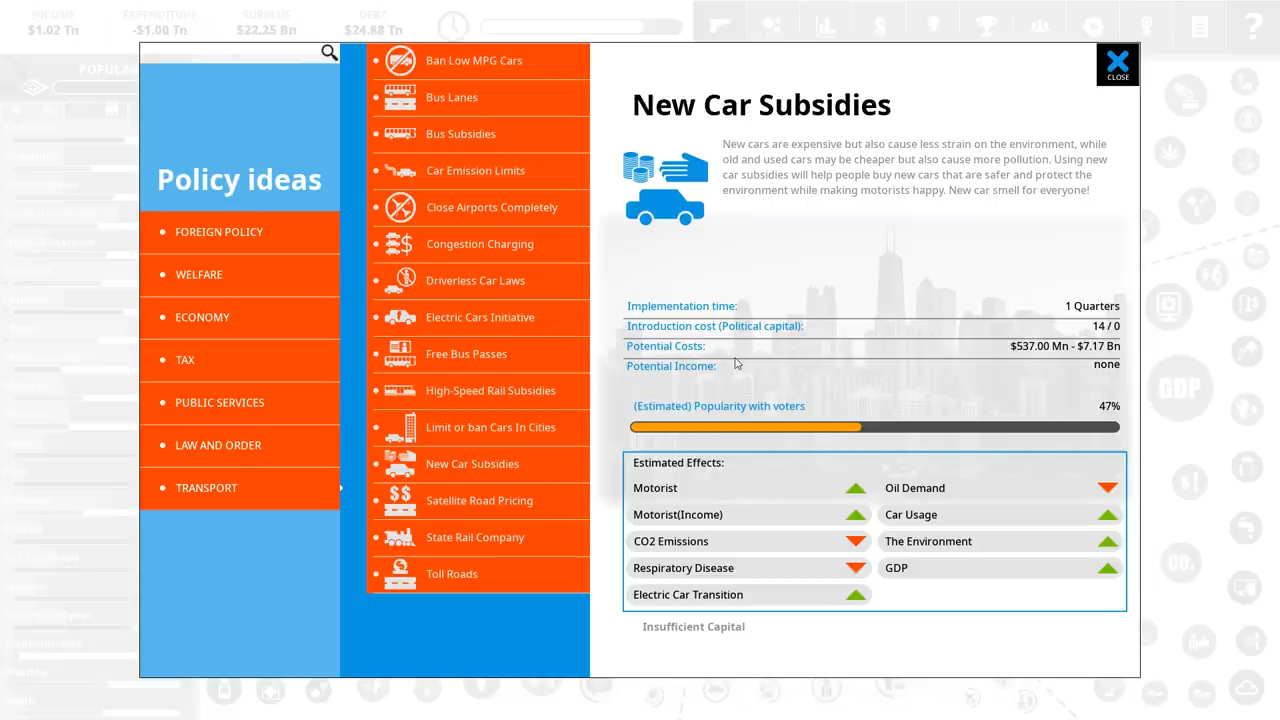 INCOME
$1.02 Tn
EXPENDITURE
-$1.00 Tn
SURPLUS
$22.25 Bn
DEBT
$24.88 Tn
CLOSE
Policy ideas
FOREIGN POLICY
WELFARE
ECONOMY
TAX
PUBLIC SERVICES
LAW AND ORDER
TRANSPORT
Ban Low MPG Cars
Bus Lanes
Bus Subsidies
Car Emission Limits
Close Airports Completely
Congestion Charging
Driverless Car Laws
Electric Cars Initiative
Free Bus Passes
High-Speed Rail Subsidies
Limit or ban Cars In Cities
New Car Subsidies
Satellite Road Pricing
State Rail Company
Toll Roads
New Car Subsidies
New cars are expensive but also cause less strain on the environment, while
old and used cars may be cheaper but also cause more pollution. Using new
car subsidies will help people buy new cars that are safer and protect the
environment while making motorists happy. New car smell for everyone!
Implementation time: 1 Quarters
Introduction cost (Political capital): 14 / 0
Potential Costs: $537.00 Mn - $7.17 Bn
Potential Income: none
(Estimated) Popularity with voters 47%
Estimated Effects:
Motorist
Oil Demand
Motorist(Income)
Car Usage
CO2 Emissions
The Environment
Respiratory Disease
GDP
Electric Car Transition
Insufficient Capital
GDP